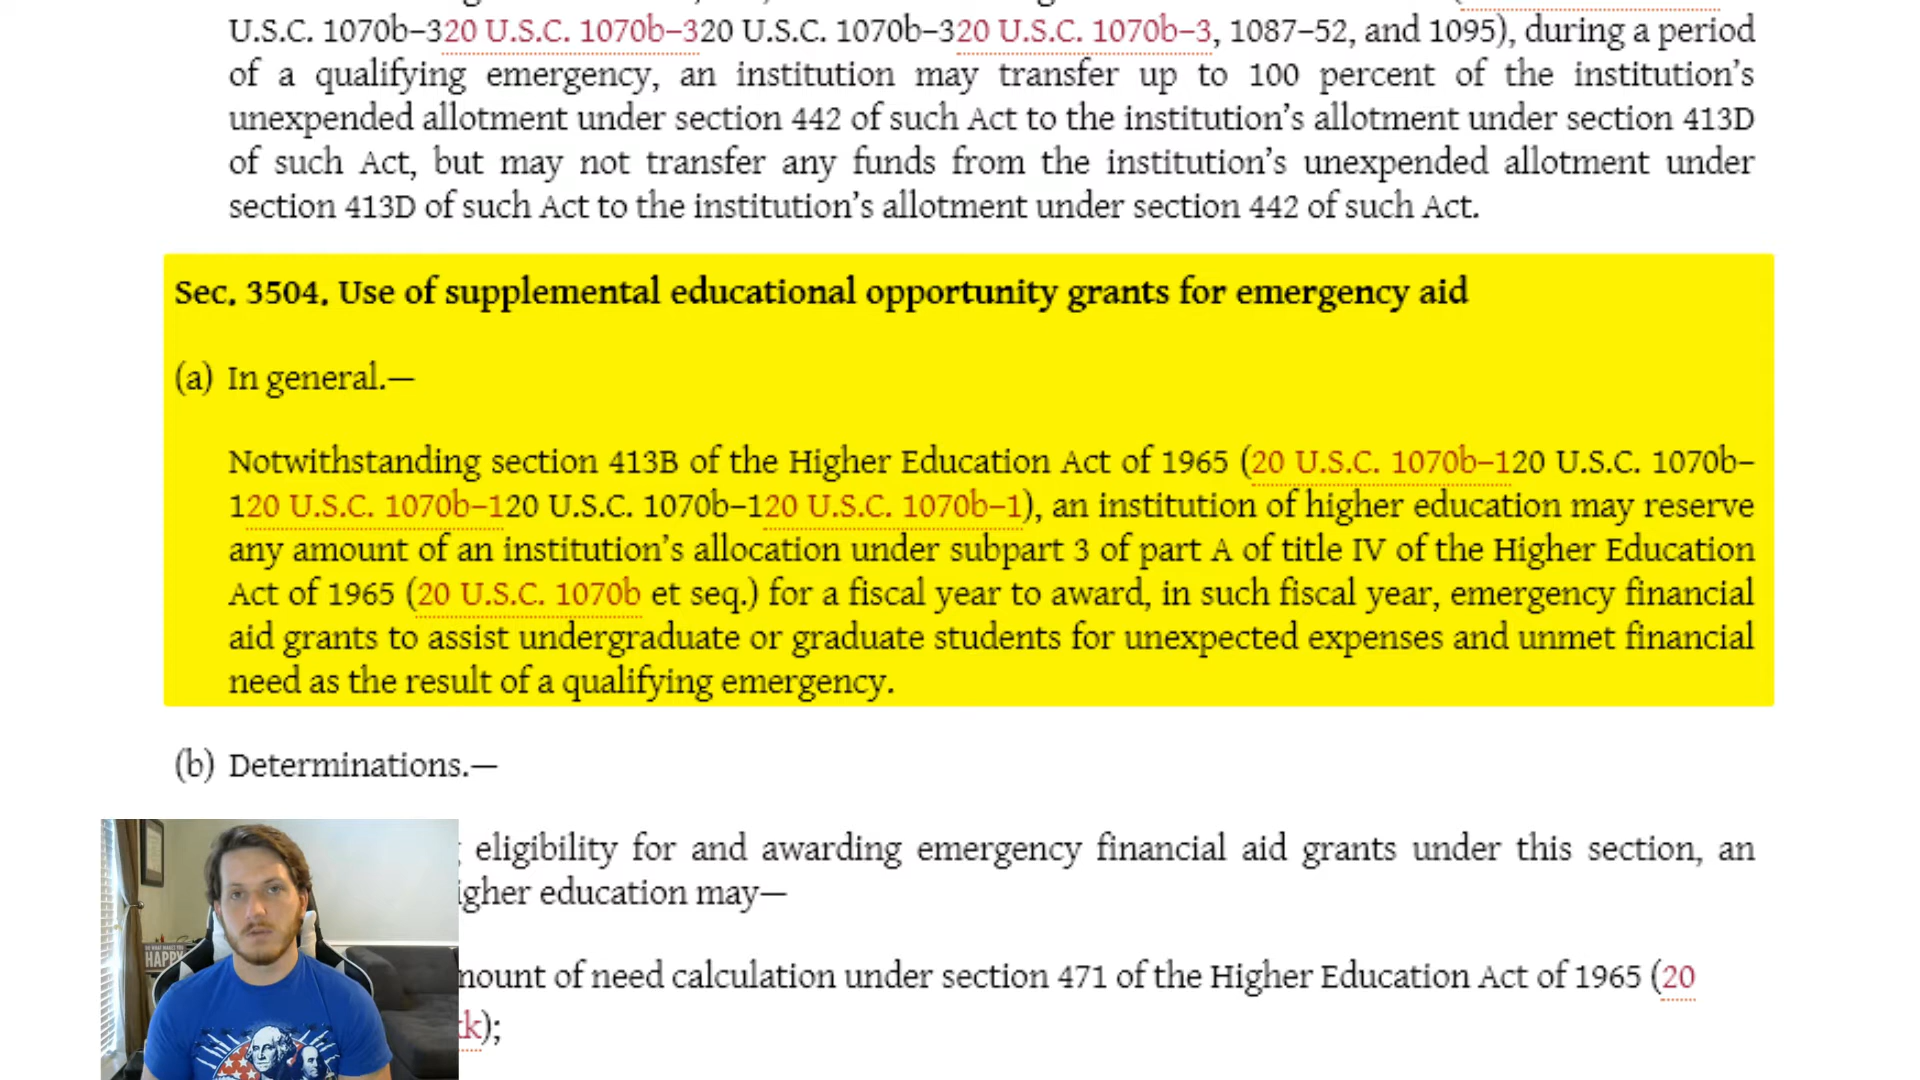 U.S.C. 1070b–320 U.S.C. 1070b–320 U.S.C. 1070b–320 U.S.C. 1070b–3, 1087–52, and 1095), during a period
of a qualifying emergency, an institution may transfer up to 100 percent of the institution’s
unexpended allotment under section 442 of such Act to the institution’s allotment under section 413D
of such Act, but may not transfer any funds from the institution’s unexpended allotment under
section 413D of such Act to the institution’s allotment under section 442 of such Act.
Sec. 3504. Use of supplemental educational opportunity grants for emergency aid
(a) In general.—
Notwithstanding section 413B of the Higher Education Act of 1965 (20 U.S.C. 1070b–120 U.S.C. 1070b–
120 U.S.C. 1070b–120 U.S.C. 1070b–120 U.S.C. 1070b–1), an institution of higher education may reserve
any amount of an institution’s allocation under subpart 3 of part A of title IV of the Higher Education
Act of 1965 (20 U.S.C. 1070b et seq.) for a fiscal year to award, in such fiscal year, emergency financial
aid grants to assist undergraduate or graduate students for unexpected expenses and unmet financial
need as the result of a qualifying emergency.
(b) Determinations.—
eligibility for and awarding emergency financial aid grants under this section, an
igher education may—
nount of need calculation under section 471 of the Higher Education Act of 1965 (20
kk);
HAPPY